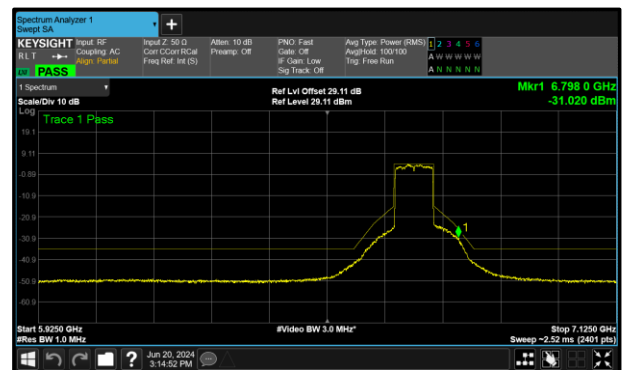 Spectrum Analyzer 1
Swept SA
+
KEYSIGHT Input: RF Input Z: 50 Ω Atten: 10 dB PNO: Fast Avg Type: Power (RMS) 1 2 3 4 5 6
RLT Coupling: AC Corr CCorr RCal Preamp: Off Gate: Off Avg|Hold: 100/100 A W W W W W
Align: Partial Freq Ref: Int (S) IF Gain: Low Trig: Free Run A N N N N N
PASS Sig Track: Off
1 Spectrum Ref Lvl Offset 29.11 dB Mkr1 6.798 0 GHz
Scale/Div 10 dB Ref Level 29.11 dBm -31.020 dBm
Log
Trace 1 Pass
19.1
9.11
-0.89
-10.9
-20.9
1
-30.9
-40.9
-50.9
-60.9
Start 5.9250 GHz #Video BW 3.0 MHz* Stop 7.1250 GHz
#Res BW 1.0 MHz Sweep ~2.52 ms (2401 pts)
? Jun 20, 2024
3:14:52 PM